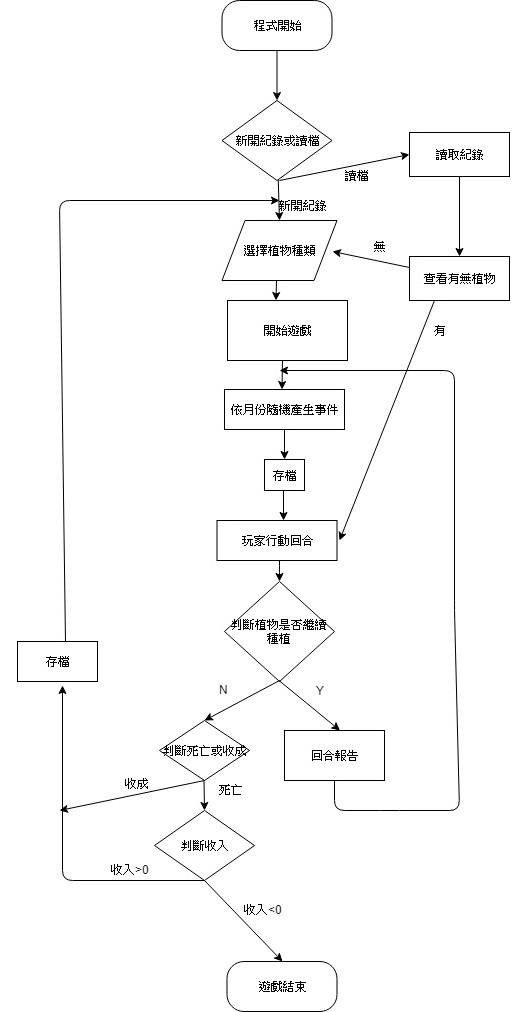 程式開始
新開紀錄或讀檔
讀取紀錄
讀檔
新開紀錄
選擇植物種類
無
查看有無植物
開始遊戲
有
依月份隨機產生事件
存檔
玩家行動回合
判斷植物是否繼續
種植
存檔
N
Y
判斷死亡或收成
回合報告
收成
死亡
判斷收入
收入>0
收入<0
遊戲結束